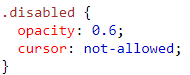 .disabled {
  opacity: 0.6;
  cursor: not-allowed;
}